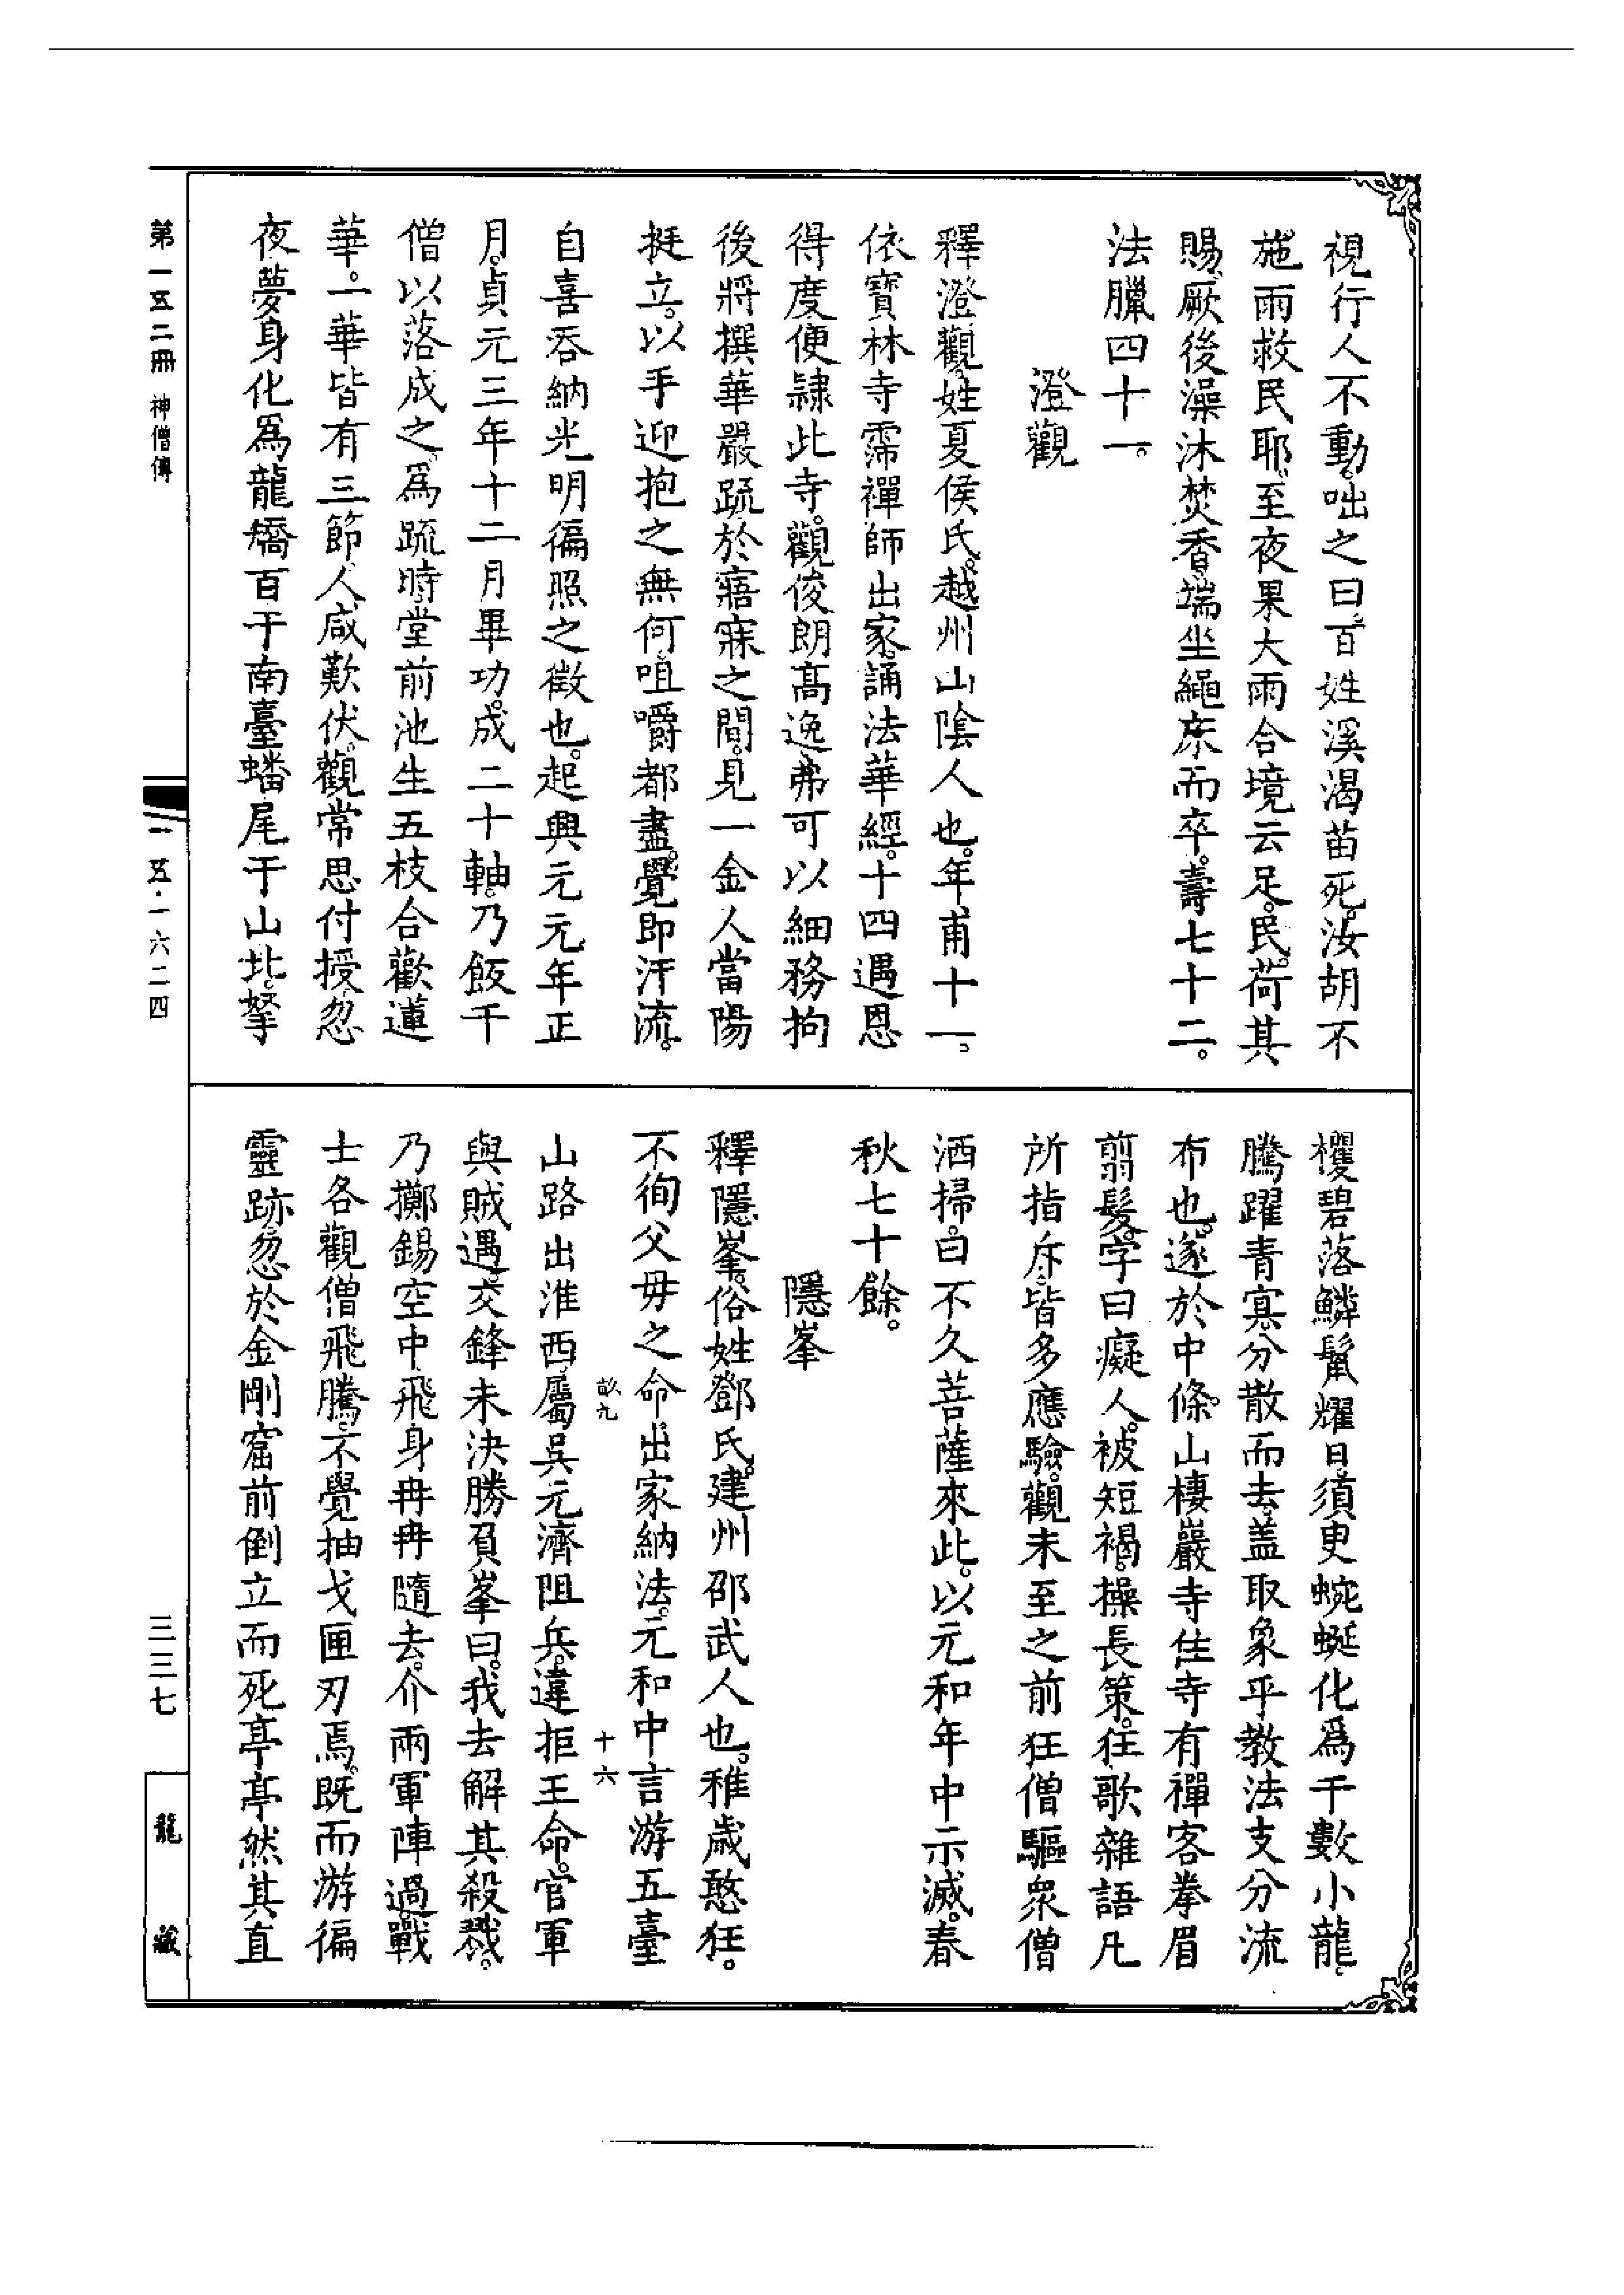 視行人不動。咄之曰。百姓溪渴苗死。汝胡不
施雨救民耶。至夜果大雨合境云足。民荷其
賜。厥後澡沐焚香端坐繩床而卒。壽七十二。
法臘四十一。
澄觀
釋澄觀。姓夏侯氏。越州山陰人也。年甫十一。
依寶林寺霈禪師出家。誦法華經。十四遇恩
得度便隷此寺。觀俊朗高逸弗可以細務拘
後將撰華嚴疏於寤寐之間。見一金人當陽
挺立。以手迎抱之無何咀嚼都盡。覺即汗流。
自喜吞納光明徧照之徵也。起興元元年正
月。貞元三年十二月畢功。成二十軸。乃飯千
僧以落成之。爲疏時堂前池生五枝合歡蓮
華。一華皆有三節。人咸歎伏。觀常思付授忽
夜夢身化爲龍矯首于南臺蟠尾于山北。拏
欔碧落鱗鬣耀日。須臾蜿蜒化爲千數小龍。
騰躍青冥分散而去。盖取象乎教法支分流
布也。遂於中條。山棲巖寺住寺有禪客拳眉
翦髮。字曰癡人。被短褐。操長策。狂歌雜語凡
所指斥。皆多應驗。觀未至之前狂僧驅衆僧
洒掃。曰不久菩薩來此。以元和年中示滅。春
秋七十餘。
隱峯
釋隱峯。俗姓鄧氏。建州邵武人也。稚歲憨狂。
不徇父毋之命出家納法。元和中言游五臺
山路出淮西。屬吳元濟阻兵。違拒王命。官軍
與賊遇。交鋒未決勝負。峯曰。我去解其殺戮。
乃擲錫空中飛身冉冉隨去。介兩軍陣過。戰
士各觀僧飛騰。不覺抽戈匣刃焉。既而游徧
靈跡忽於金剛窟前倒立而死亭亭然其直
十六
第一五二冊 神僧傳
一五·一六二四
三三七
龍藏